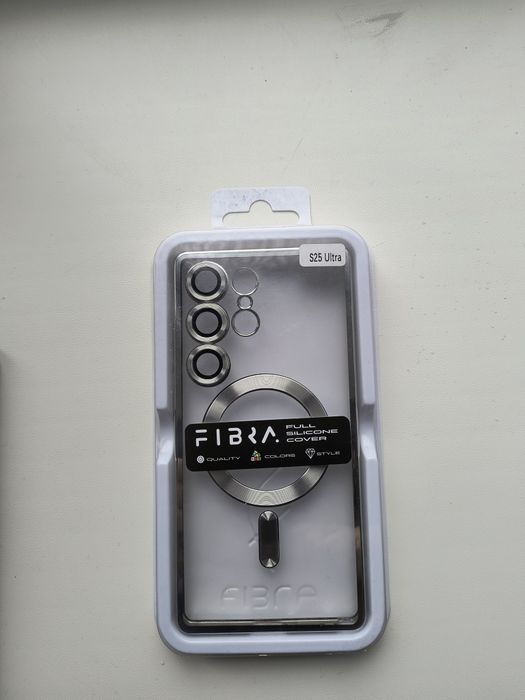 S25 Ultra
FIBRA
FULL
SILICONE
COVER
QUALITY
COLORS
STYLE
FIBRA